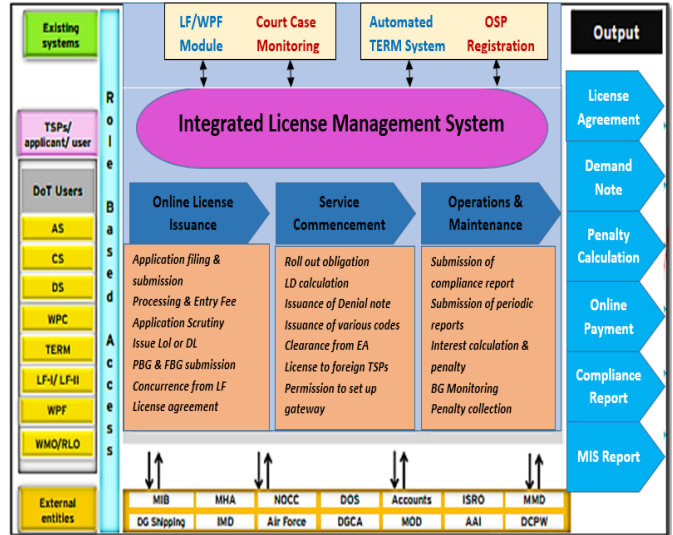 Existing
systems
LF/WPF
Module
Court Case
Monitoring
Automated
TERM System
OSP
Registration
Output
TSPs/
applicant/ user
DoT Users
AS
CS
DS
WPC
TERM
LF-I/ LF-II
WPF
WMO/RLO
External
entities
Role Based Access
Integrated License Management System
Online License
Issuance
Application filing &
submission
Processing & Entry Fee
Application Scrutiny
Issue LoI or DL
PBG & FBG submission
Concurrence from LF
License agreement
Service
Commencement
Roll out obligation
LD calculation
Issuance of Denial note
Issuance of various codes
Clearance from EA
License to foreign TSPs
Permission to set up
gateway
Operations &
Maintenance
Submission of
compliance report
Submission of periodic
reports
Interest calculation &
penalty
BG Monitoring
Penalty collection
License
Agreement
Demand
Note
Penalty
Calculation
Online
Payment
Compliance
Report
MIS Report
MIB MHA NOCC DOS Accounts ISRO MMD
DG Shipping IMD Air Force DGCA MOD AAI DCPW